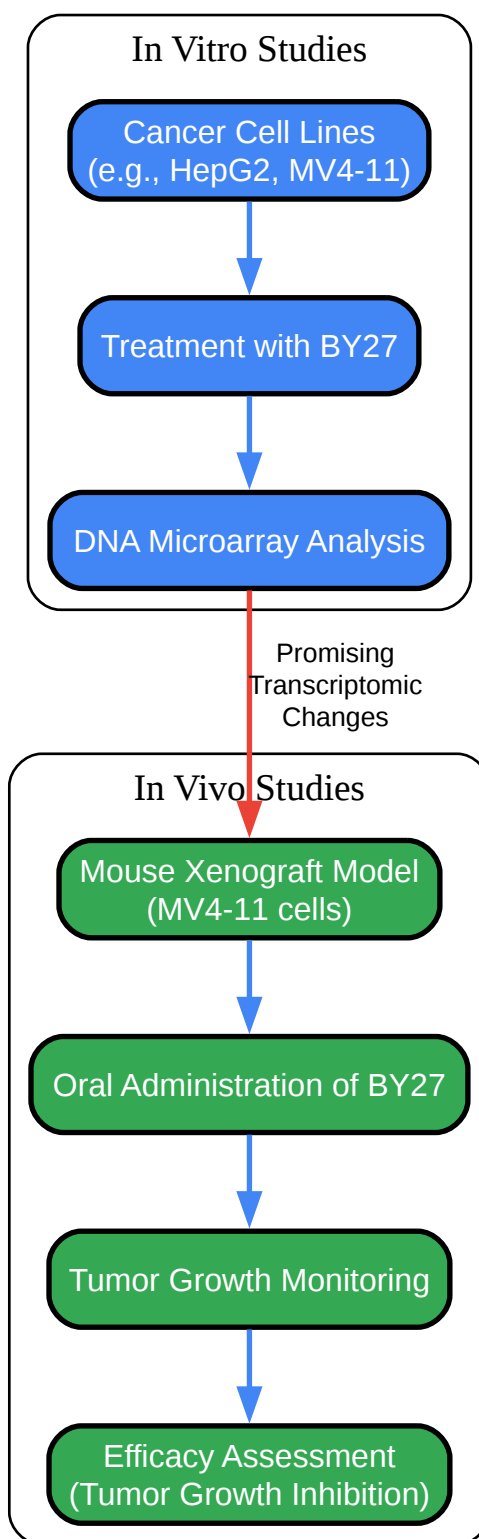 In Vitro Studies
Cancer Cell Lines
(e.g., HepG2, MV4-11)
Treatment with BY27
DNA Microarray Analysis
Promising
Transcriptomic
Changes
In Vivo Studies
Mouse Xenograft Model
(MV4-11 cells)
Oral Administration of BY27
Tumor Growth Monitoring
Efficacy Assessment
(Tumor Growth Inhibition)